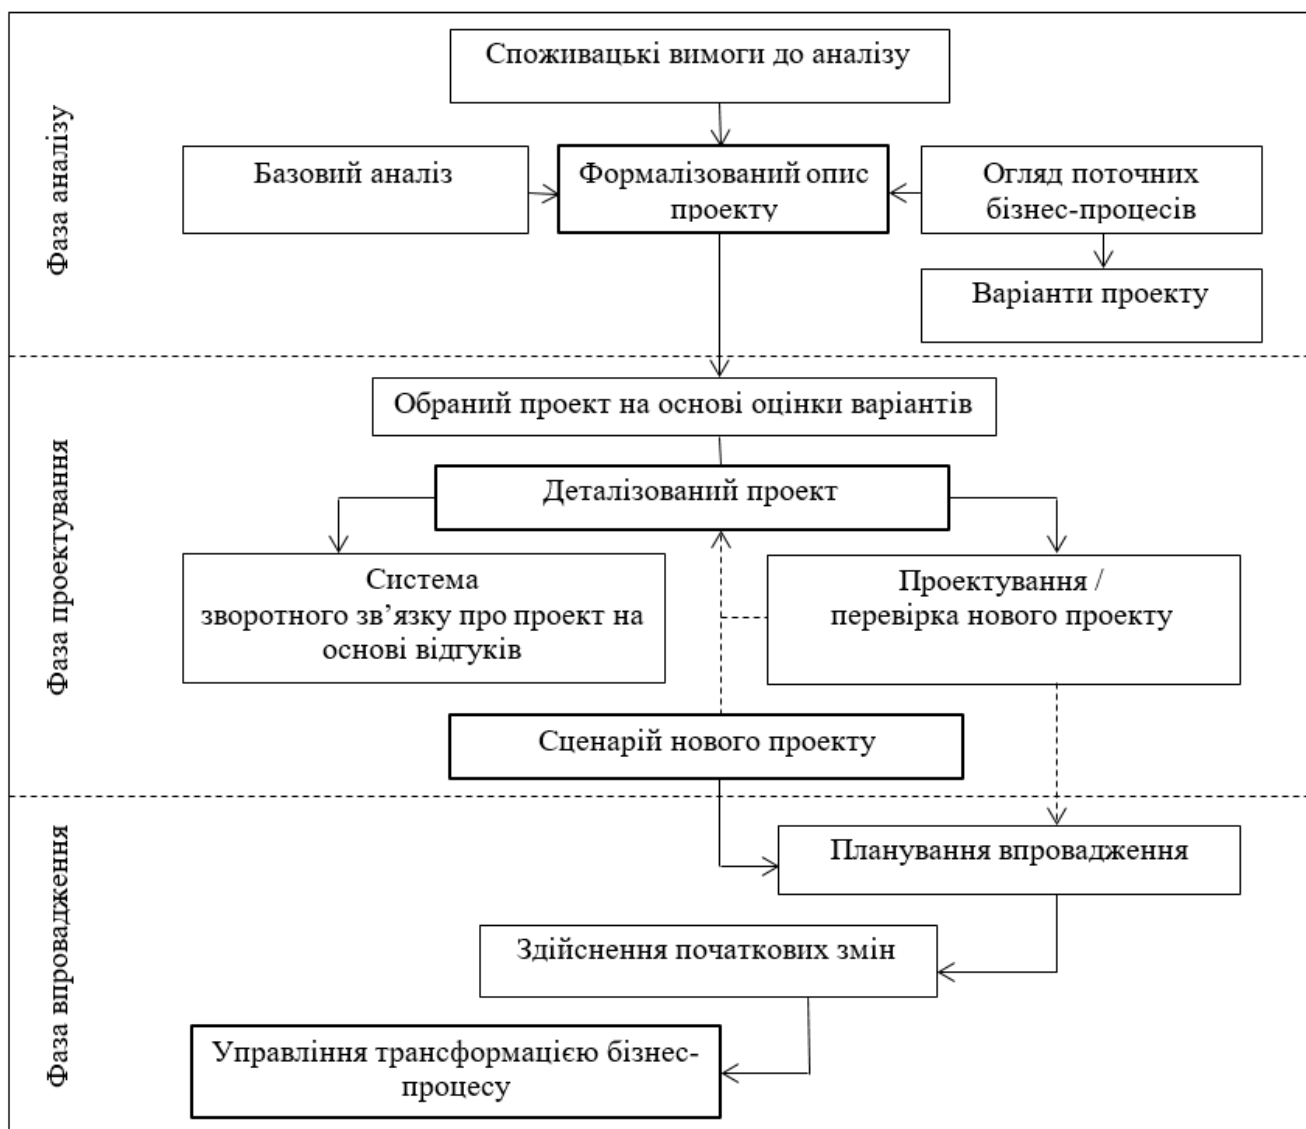 Фаза аналізу
Споживацькі вимоги до аналізу
Базовий аналіз
Формалізований опис
проекту
Огляд поточних
бізнес-процесів
Варіанти проекту
Фаза проектування
Обраний проект на основі оцінки варіантів
Деталізований проект
Система
зворотного зв’язку про проект на
основі відгуків
Проектування /
перевірка нового проекту
Сценарій нового проекту
Фаза впровадження
Планування впровадження
Здійснення початкових змін
Управління трансформацією бізнес-
процесу